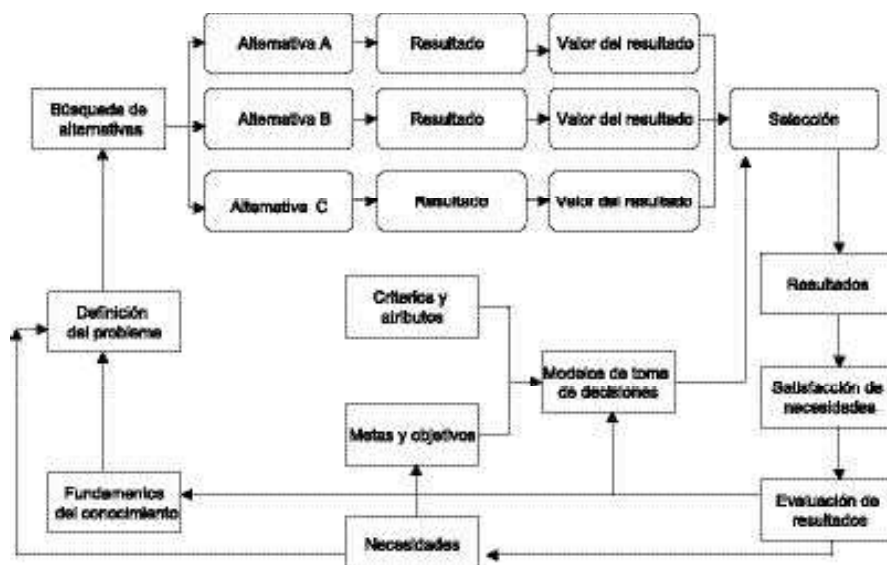 Alternativa A
Resultado
Valor del resultado
Búsqueda de
alternativas
Alternativa B
Resultado
Valor del resultado
Selección
Alternativa C
Resultado
Valor del resultado
Resultados
Criterios y
atributos
Definición
del problema
Modelos de toma
de decisiones
Satisfacción de
necesidades
Metas y objetivos
Fundamentos
del conocimiento
Evaluación de
resultados
Necesidades